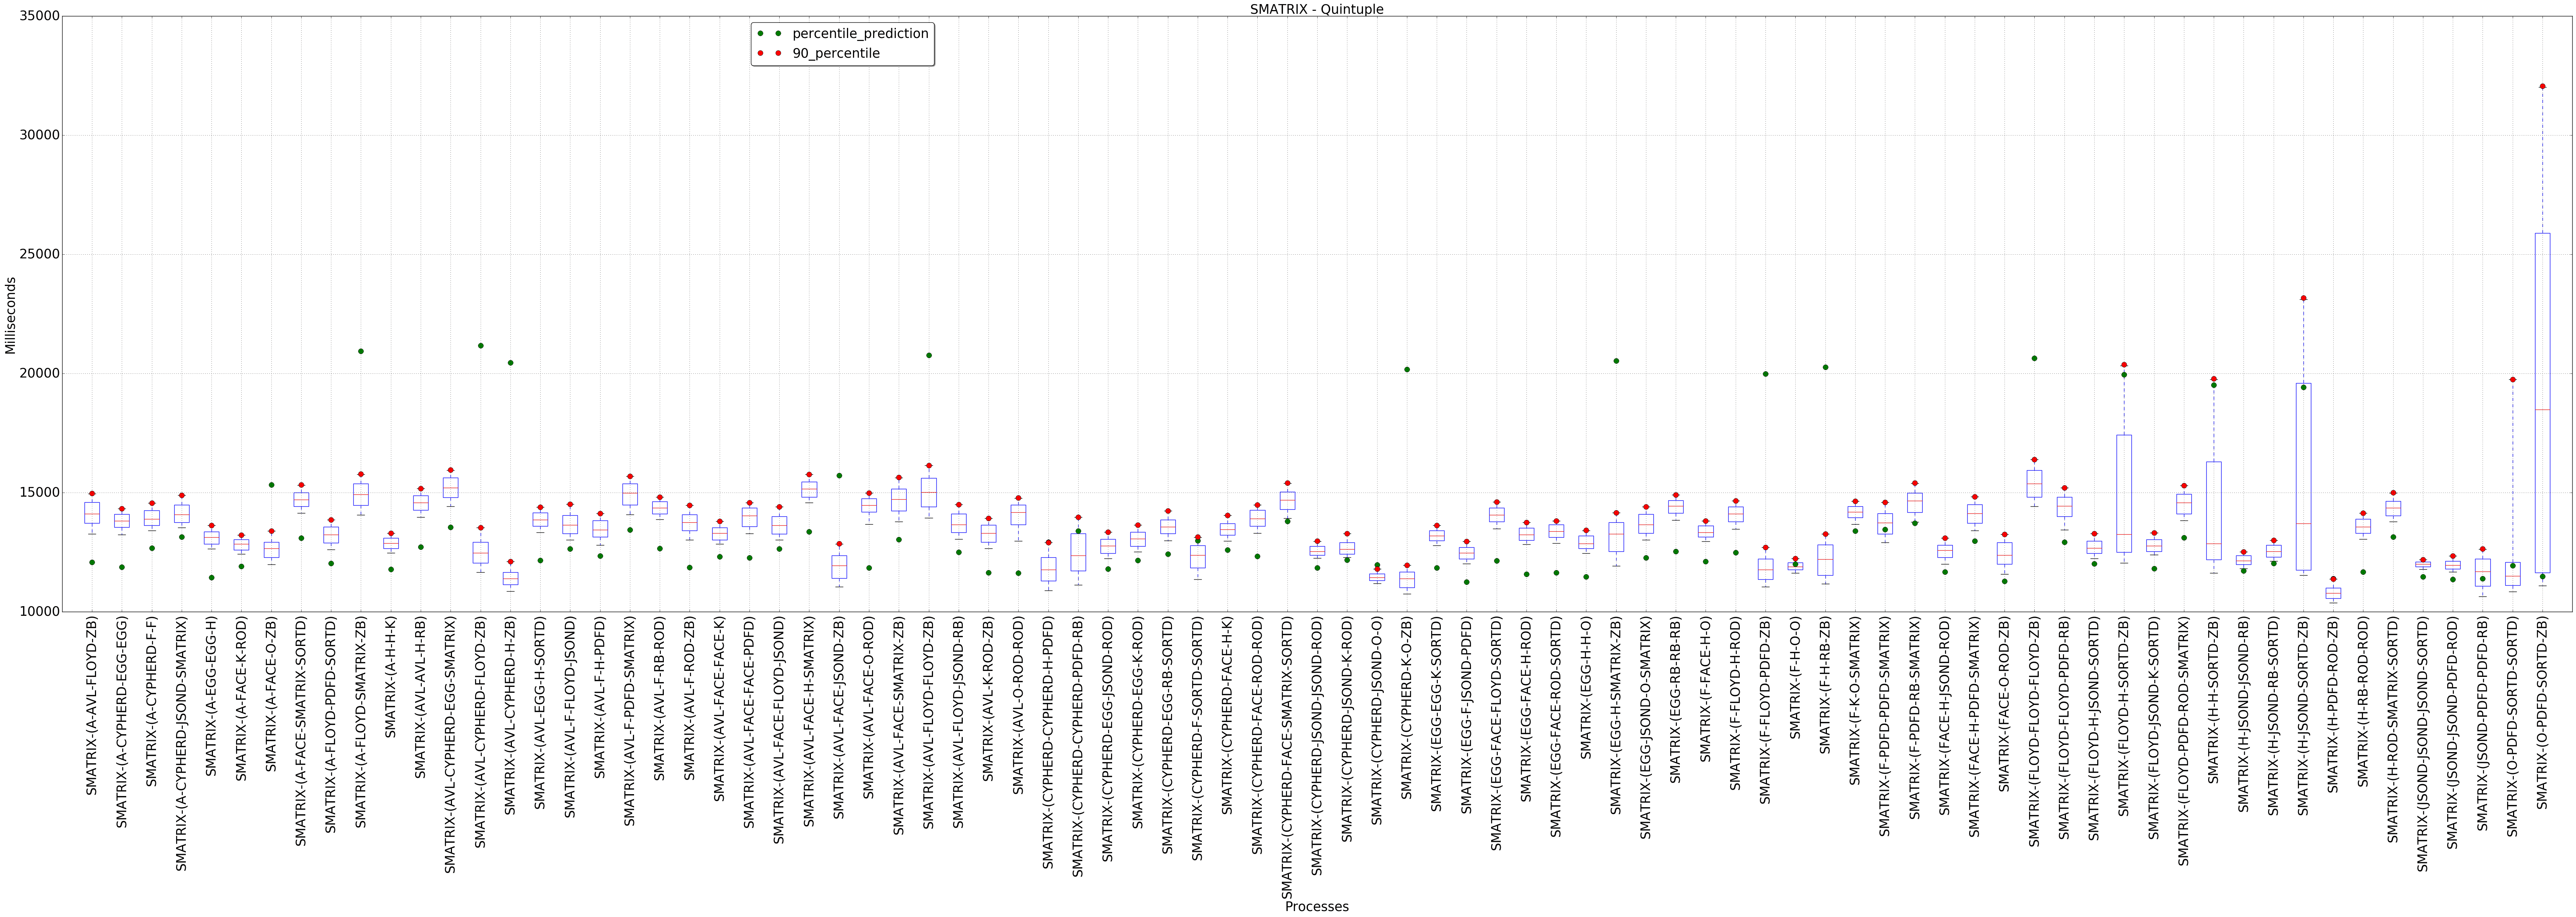 SMATRIX - Quintuple
percentile_prediction
90_percentile
35000
30000
25000
20000
15000
10000
Milliseconds
SMATRIX-(A-AVL-FLOYD-ZB)
SMATRIX-(A-CYPHERD-EGG-EGG)
SMATRIX-(A-CYPHERD-F-F)
SMATRIX-(A-CYPHERD-JSOND-SMATRIX)
SMATRIX-(A-EGG-EGG-H)
SMATRIX-(A-FACE-K-ROD)
SMATRIX-(A-FACE-O-ZB)
SMATRIX-(A-FACE-SMATRIX-SORTD)
SMATRIX-(A-FLOYD-PDFD-SORTD)
SMATRIX-(A-FLOYD-SMATRIX-ZB)
SMATRIX-(A-H-H-K)
SMATRIX-(AVL-AVL-H-RB)
SMATRIX-(AVL-CYPHERD-EGG-SMATRIX)
SMATRIX-(AVL-CYPHERD-FLOYD-ZB)
SMATRIX-(AVL-CYPHERD-H-ZB)
SMATRIX-(AVL-EGG-H-SORTD)
SMATRIX-(AVL-F-FLOYD-JSOND)
SMATRIX-(AVL-F-H-PDFD)
SMATRIX-(AVL-F-PDFD-SMATRIX)
SMATRIX-(AVL-F-RB-ROD)
SMATRIX-(AVL-F-ROD-ZB)
SMATRIX-(AVL-FACE-FACE-K)
SMATRIX-(AVL-FACE-FACE-PDFD)
SMATRIX-(AVL-FACE-FLOYD-JSOND)
SMATRIX-(AVL-FACE-H-SMATRIX)
SMATRIX-(AVL-FACE-JSOND-ZB)
SMATRIX-(AVL-FACE-O-ROD)
SMATRIX-(AVL-FACE-SMATRIX-ZB)
SMATRIX-(AVL-FLOYD-FLOYD-ZB)
SMATRIX-(AVL-FLOYD-JSOND-RB)
SMATRIX-(AVL-K-ROD-ZB)
SMATRIX-(AVL-O-ROD-ROD)
SMATRIX-(CYPHERD-CYPHERD-H-PDFD)
SMATRIX-(CYPHERD-CYPHERD-PDFD-RB)
SMATRIX-(CYPHERD-EGG-JSOND-ROD)
SMATRIX-(CYPHERD-EGG-K-ROD)
SMATRIX-(CYPHERD-EGG-RB-SORTD)
SMATRIX-(CYPHERD-F-SORTD-SORTD)
SMATRIX-(CYPHERD-FACE-H-K)
SMATRIX-(CYPHERD-FACE-ROD-ROD)
SMATRIX-(CYPHERD-FACE-SMATRIX-SORTD)
SMATRIX-(CYPHERD-JSOND-JSOND-ROD)
SMATRIX-(CYPHERD-JSOND-K-ROD)
SMATRIX-(CYPHERD-JSOND-O-O)
SMATRIX-(CYPHERD-K-O-ZB)
SMATRIX-(EGG-EGG-K-SORTD)
SMATRIX-(EGG-F-JSOND-PDFD)
SMATRIX-(EGG-FACE-FLOYD-SORTD)
SMATRIX-(EGG-FACE-H-ROD)
SMATRIX-(EGG-FACE-ROD-SORTD)
SMATRIX-(EGG-H-H-O)
SMATRIX-(EGG-H-SMATRIX-ZB)
SMATRIX-(EGG-JSOND-O-SMATRIX)
SMATRIX-(EGG-RB-RB-RB)
SMATRIX-(F-FACE-H-O)
SMATRIX-(F-FLOYD-H-ROD)
SMATRIX-(F-FLOYD-PDFD-ZB)
SMATRIX-(F-H-O-O)
SMATRIX-(F-H-RB-ZB)
SMATRIX-(F-K-O-SMATRIX)
SMATRIX-(F-PDFD-PDFD-SMATRIX)
SMATRIX-(F-PDFD-RB-SMATRIX)
SMATRIX-(FACE-H-JSOND-ROD)
SMATRIX-(FACE-H-PDFD-SMATRIX)
SMATRIX-(FACE-O-ROD-ZB)
SMATRIX-(FLOYD-FLOYD-FLOYD-ZB)
SMATRIX-(FLOYD-FLOYD-PDFD-RB)
SMATRIX-(FLOYD-H-JSOND-SORTD)
SMATRIX-(FLOYD-H-SORTD-ZB)
SMATRIX-(FLOYD-JSOND-K-SORTD)
SMATRIX-(FLOYD-PDFD-ROD-SMATRIX)
SMATRIX-(H-H-SORTD-ZB)
SMATRIX-(H-JSOND-JSOND-RB)
SMATRIX-(H-JSOND-RB-SORTD)
SMATRIX-(H-JSOND-SORTD-ZB)
SMATRIX-(H-PDFD-ROD-ZB)
SMATRIX-(H-RB-ROD-ROD)
SMATRIX-(H-ROD-SMATRIX-SORTD)
SMATRIX-(JSOND-JSOND-JSOND-SORTD)
SMATRIX-(JSOND-JSOND-PDFD-ROD)
SMATRIX-(JSOND-PDFD-PDFD-RB)
SMATRIX-(O-PDFD-SORTD-SORTD)
SMATRIX-(O-PDFD-SORTD-ZB)
Processes